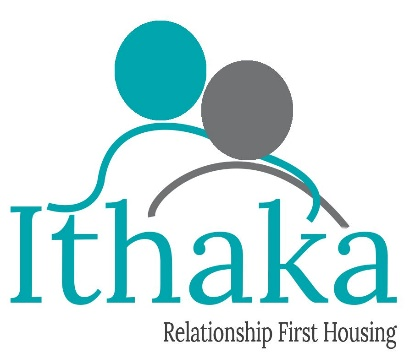 Ithaka
Relationship First Housing